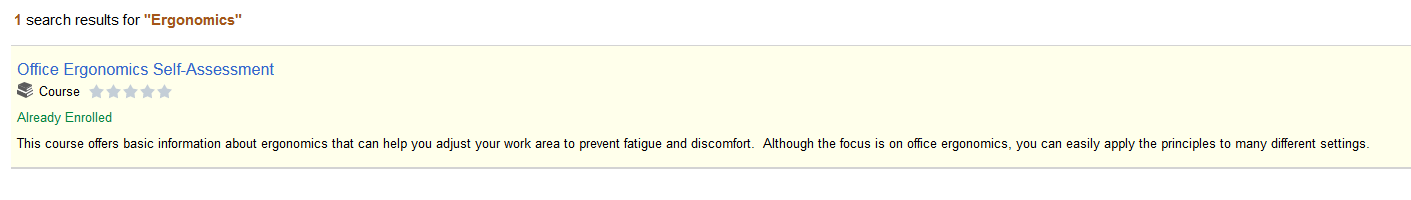 1 search results for "Ergonomics"
Office Ergonomics Self-Assessment
Course
Already Enrolled
This course offers basic information about ergonomics that can help you adjust your work area to prevent fatigue and discomfort.  Although the focus is on office ergonomics, you can easily apply the principles to many different settings.